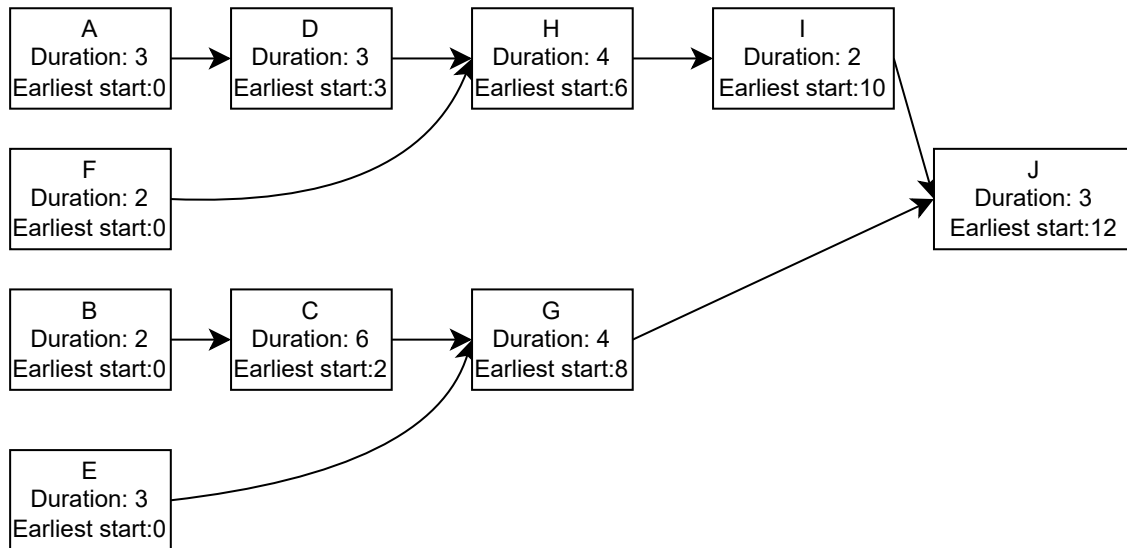 A
Duration: 3
Earliest start:0
D
Duration: 3
Earliest start:3
H
Duration: 4
Earliest start:6
I
Duration: 2
Earliest start:10
F
Duration: 2
Earliest start:0
J
Duration: 3
Earliest start:12
B
Duration: 2
Earliest start:0
C
Duration: 6
Earliest start:2
G
Duration: 4
Earliest start:8
E
Duration: 3
Earliest start:0